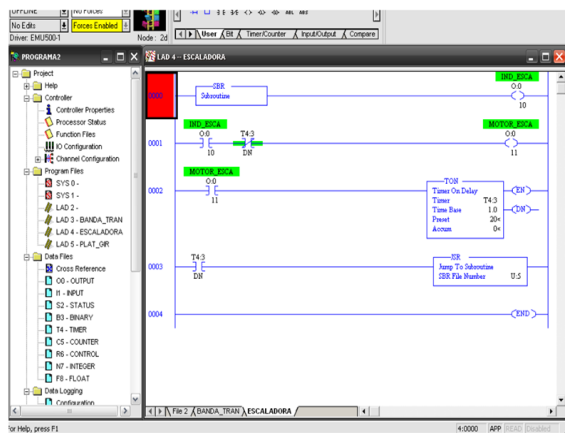 OFFLINE No Forces
No Edits Forces Enabled
Driver: EMU500-1 Node: 2d
ABL ABS
User Bit Timer/Counter Input/Output Compare
PROGRAMA2
Project
Help
Controller
Controller Properties
Processor Status
Function Files
IO Configuration
Channel Configuration
Program Files
SYS 0 -
SYS 1 -
LAD 2 -
LAD 3 - BANDA_TRAN
LAD 4 - ESCALADORA
LAD 5 - PLAT_GIR
Data Files
Cross Reference
O0 - OUTPUT
I1 - INPUT
S2 - STATUS
B3 - BINARY
T4 - TIMER
C5 - COUNTER
R6 - CONTROL
N7 - INTEGER
F8 - FLOAT
Data Logging
Configuration
LAD 4 -- ESCALADORA
IND_ESCA
SBR O:0
0000 Subroutine
10
IND_ESCA MOTOR_ESCA
O:0 T4:3 O:0
0001
10 DN 11
MOTOR_ESCA
O:0 TON
0002 Timer On Delay EN
11 Timer T4:3
Time Base 1.0 DN
Preset 20<
Accum 0<
T4:3 JSR
0003 Jump To Subroutine
DN SBR File Number U:5
0004 END
File 2 BANDA_TRAN ESCALADORA
For Help, press F1 4:0000 APP READ Disabled